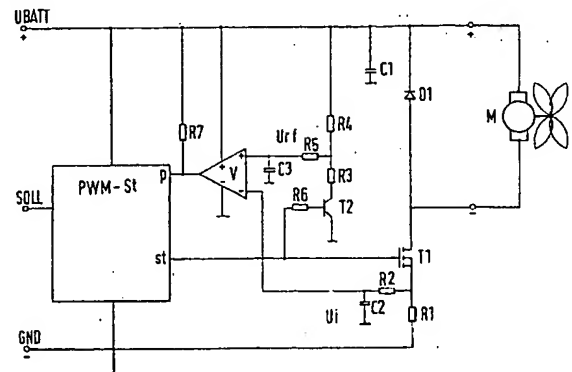 UBATT
+
+
C1
D1
M
R7
R4
Urf
R5
+
C3
R3
p
V
+
-
-
PWM-St
R6
T2
SOLL
st
T1
R2
C2
Ui
R1
GND
-
-